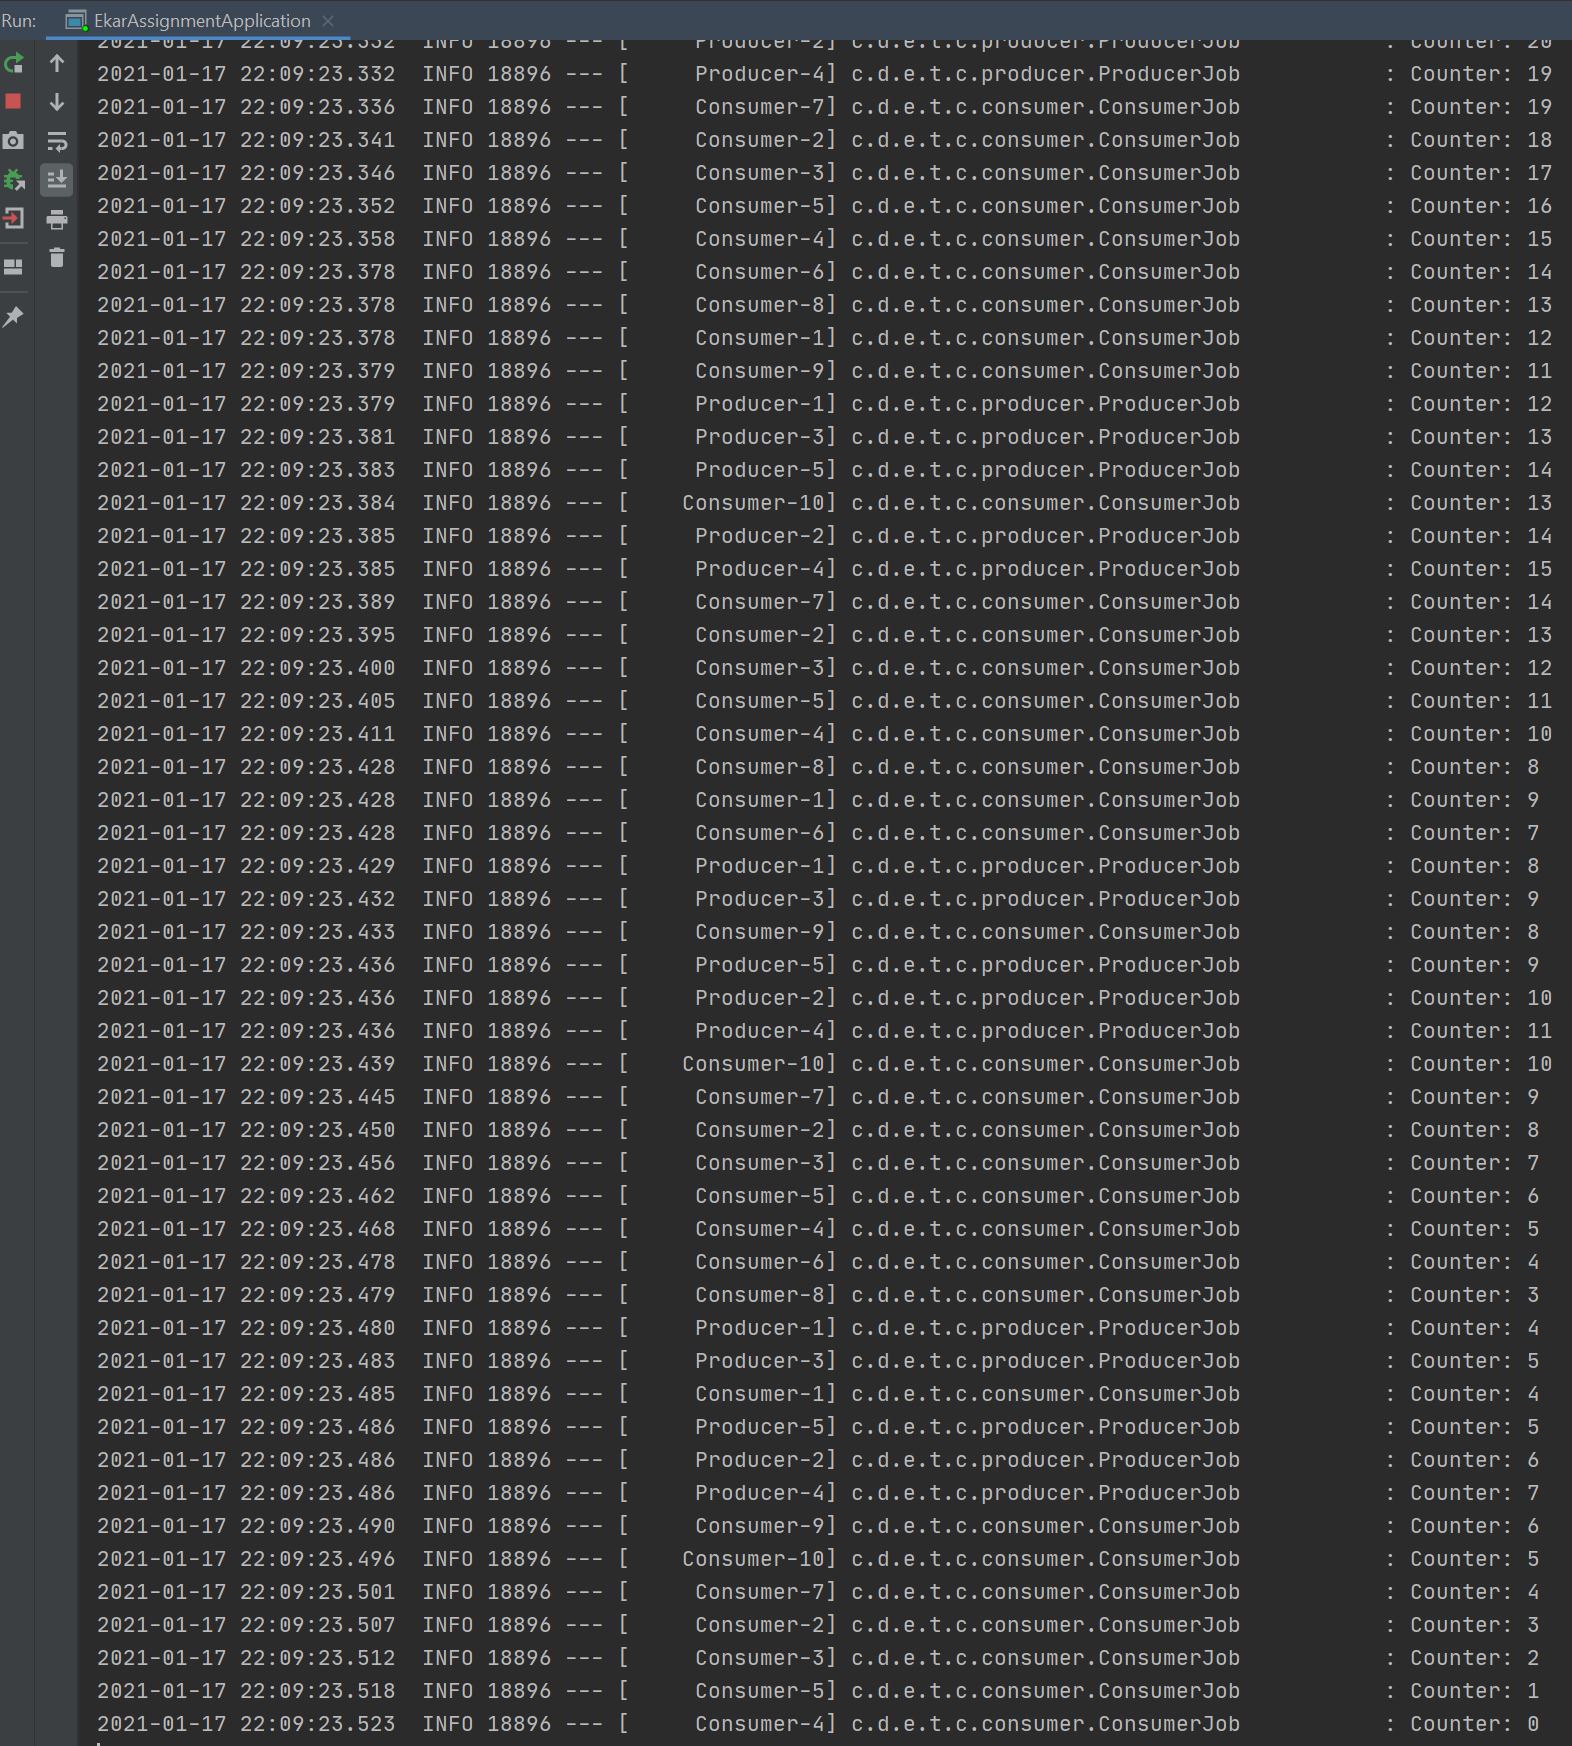 Run: EkarAssignmentApplication
2021-01-17 22:09:23.332  INFO 18896 --- [     Producer-2] c.d.e.t.c.producer.ProducerJob           : Counter: 20
2021-01-17 22:09:23.332  INFO 18896 --- [     Producer-4] c.d.e.t.c.producer.ProducerJob           : Counter: 19
2021-01-17 22:09:23.336  INFO 18896 --- [     Consumer-7] c.d.e.t.c.consumer.ConsumerJob           : Counter: 19
2021-01-17 22:09:23.341  INFO 18896 --- [     Consumer-2] c.d.e.t.c.consumer.ConsumerJob           : Counter: 18
2021-01-17 22:09:23.346  INFO 18896 --- [     Consumer-3] c.d.e.t.c.consumer.ConsumerJob           : Counter: 17
2021-01-17 22:09:23.352  INFO 18896 --- [     Consumer-5] c.d.e.t.c.consumer.ConsumerJob           : Counter: 16
2021-01-17 22:09:23.358  INFO 18896 --- [     Consumer-4] c.d.e.t.c.consumer.ConsumerJob           : Counter: 15
2021-01-17 22:09:23.378  INFO 18896 --- [     Consumer-6] c.d.e.t.c.consumer.ConsumerJob           : Counter: 14
2021-01-17 22:09:23.378  INFO 18896 --- [     Consumer-8] c.d.e.t.c.consumer.ConsumerJob           : Counter: 13
2021-01-17 22:09:23.378  INFO 18896 --- [     Consumer-1] c.d.e.t.c.consumer.ConsumerJob           : Counter: 12
2021-01-17 22:09:23.379  INFO 18896 --- [     Consumer-9] c.d.e.t.c.consumer.ConsumerJob           : Counter: 11
2021-01-17 22:09:23.379  INFO 18896 --- [     Producer-1] c.d.e.t.c.producer.ProducerJob           : Counter: 12
2021-01-17 22:09:23.381  INFO 18896 --- [     Producer-3] c.d.e.t.c.producer.ProducerJob           : Counter: 13
2021-01-17 22:09:23.383  INFO 18896 --- [     Producer-5] c.d.e.t.c.producer.ProducerJob           : Counter: 14
2021-01-17 22:09:23.384  INFO 18896 --- [    Consumer-10] c.d.e.t.c.consumer.ConsumerJob           : Counter: 13
2021-01-17 22:09:23.385  INFO 18896 --- [     Producer-2] c.d.e.t.c.producer.ProducerJob           : Counter: 14
2021-01-17 22:09:23.385  INFO 18896 --- [     Producer-4] c.d.e.t.c.producer.ProducerJob           : Counter: 15
2021-01-17 22:09:23.389  INFO 18896 --- [     Consumer-7] c.d.e.t.c.consumer.ConsumerJob           : Counter: 14
2021-01-17 22:09:23.395  INFO 18896 --- [     Consumer-2] c.d.e.t.c.consumer.ConsumerJob           : Counter: 13
2021-01-17 22:09:23.400  INFO 18896 --- [     Consumer-3] c.d.e.t.c.consumer.ConsumerJob           : Counter: 12
2021-01-17 22:09:23.405  INFO 18896 --- [     Consumer-5] c.d.e.t.c.consumer.ConsumerJob           : Counter: 11
2021-01-17 22:09:23.411  INFO 18896 --- [     Consumer-4] c.d.e.t.c.consumer.ConsumerJob           : Counter: 10
2021-01-17 22:09:23.428  INFO 18896 --- [     Consumer-8] c.d.e.t.c.consumer.ConsumerJob           : Counter: 8
2021-01-17 22:09:23.428  INFO 18896 --- [     Consumer-1] c.d.e.t.c.consumer.ConsumerJob           : Counter: 9
2021-01-17 22:09:23.428  INFO 18896 --- [     Consumer-6] c.d.e.t.c.consumer.ConsumerJob           : Counter: 7
2021-01-17 22:09:23.429  INFO 18896 --- [     Producer-1] c.d.e.t.c.producer.ProducerJob           : Counter: 8
2021-01-17 22:09:23.432  INFO 18896 --- [     Producer-3] c.d.e.t.c.producer.ProducerJob           : Counter: 9
2021-01-17 22:09:23.433  INFO 18896 --- [     Consumer-9] c.d.e.t.c.consumer.ConsumerJob           : Counter: 8
2021-01-17 22:09:23.436  INFO 18896 --- [     Producer-5] c.d.e.t.c.producer.ProducerJob           : Counter: 9
2021-01-17 22:09:23.436  INFO 18896 --- [     Producer-2] c.d.e.t.c.producer.ProducerJob           : Counter: 10
2021-01-17 22:09:23.436  INFO 18896 --- [     Producer-4] c.d.e.t.c.producer.ProducerJob           : Counter: 11
2021-01-17 22:09:23.439  INFO 18896 --- [    Consumer-10] c.d.e.t.c.consumer.ConsumerJob           : Counter: 10
2021-01-17 22:09:23.445  INFO 18896 --- [     Consumer-7] c.d.e.t.c.consumer.ConsumerJob           : Counter: 9
2021-01-17 22:09:23.450  INFO 18896 --- [     Consumer-2] c.d.e.t.c.consumer.ConsumerJob           : Counter: 8
2021-01-17 22:09:23.456  INFO 18896 --- [     Consumer-3] c.d.e.t.c.consumer.ConsumerJob           : Counter: 7
2021-01-17 22:09:23.462  INFO 18896 --- [     Consumer-5] c.d.e.t.c.consumer.ConsumerJob           : Counter: 6
2021-01-17 22:09:23.468  INFO 18896 --- [     Consumer-4] c.d.e.t.c.consumer.ConsumerJob           : Counter: 5
2021-01-17 22:09:23.478  INFO 18896 --- [     Consumer-6] c.d.e.t.c.consumer.ConsumerJob           : Counter: 4
2021-01-17 22:09:23.479  INFO 18896 --- [     Consumer-8] c.d.e.t.c.consumer.ConsumerJob           : Counter: 3
2021-01-17 22:09:23.480  INFO 18896 --- [     Producer-1] c.d.e.t.c.producer.ProducerJob           : Counter: 4
2021-01-17 22:09:23.483  INFO 18896 --- [     Producer-3] c.d.e.t.c.producer.ProducerJob           : Counter: 5
2021-01-17 22:09:23.485  INFO 18896 --- [     Consumer-1] c.d.e.t.c.consumer.ConsumerJob           : Counter: 4
2021-01-17 22:09:23.486  INFO 18896 --- [     Producer-5] c.d.e.t.c.producer.ProducerJob           : Counter: 5
2021-01-17 22:09:23.486  INFO 18896 --- [     Producer-2] c.d.e.t.c.producer.ProducerJob           : Counter: 6
2021-01-17 22:09:23.486  INFO 18896 --- [     Producer-4] c.d.e.t.c.producer.ProducerJob           : Counter: 7
2021-01-17 22:09:23.490  INFO 18896 --- [     Consumer-9] c.d.e.t.c.consumer.ConsumerJob           : Counter: 6
2021-01-17 22:09:23.496  INFO 18896 --- [    Consumer-10] c.d.e.t.c.consumer.ConsumerJob           : Counter: 5
2021-01-17 22:09:23.501  INFO 18896 --- [     Consumer-7] c.d.e.t.c.consumer.ConsumerJob           : Counter: 4
2021-01-17 22:09:23.507  INFO 18896 --- [     Consumer-2] c.d.e.t.c.consumer.ConsumerJob           : Counter: 3
2021-01-17 22:09:23.512  INFO 18896 --- [     Consumer-3] c.d.e.t.c.consumer.ConsumerJob           : Counter: 2
2021-01-17 22:09:23.518  INFO 18896 --- [     Consumer-5] c.d.e.t.c.consumer.ConsumerJob           : Counter: 1
2021-01-17 22:09:23.523  INFO 18896 --- [     Consumer-4] c.d.e.t.c.consumer.ConsumerJob           : Counter: 0